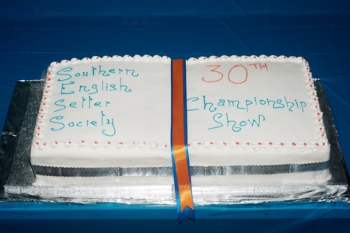 Southern
English
Setter
Society
30TH
Championship
Show